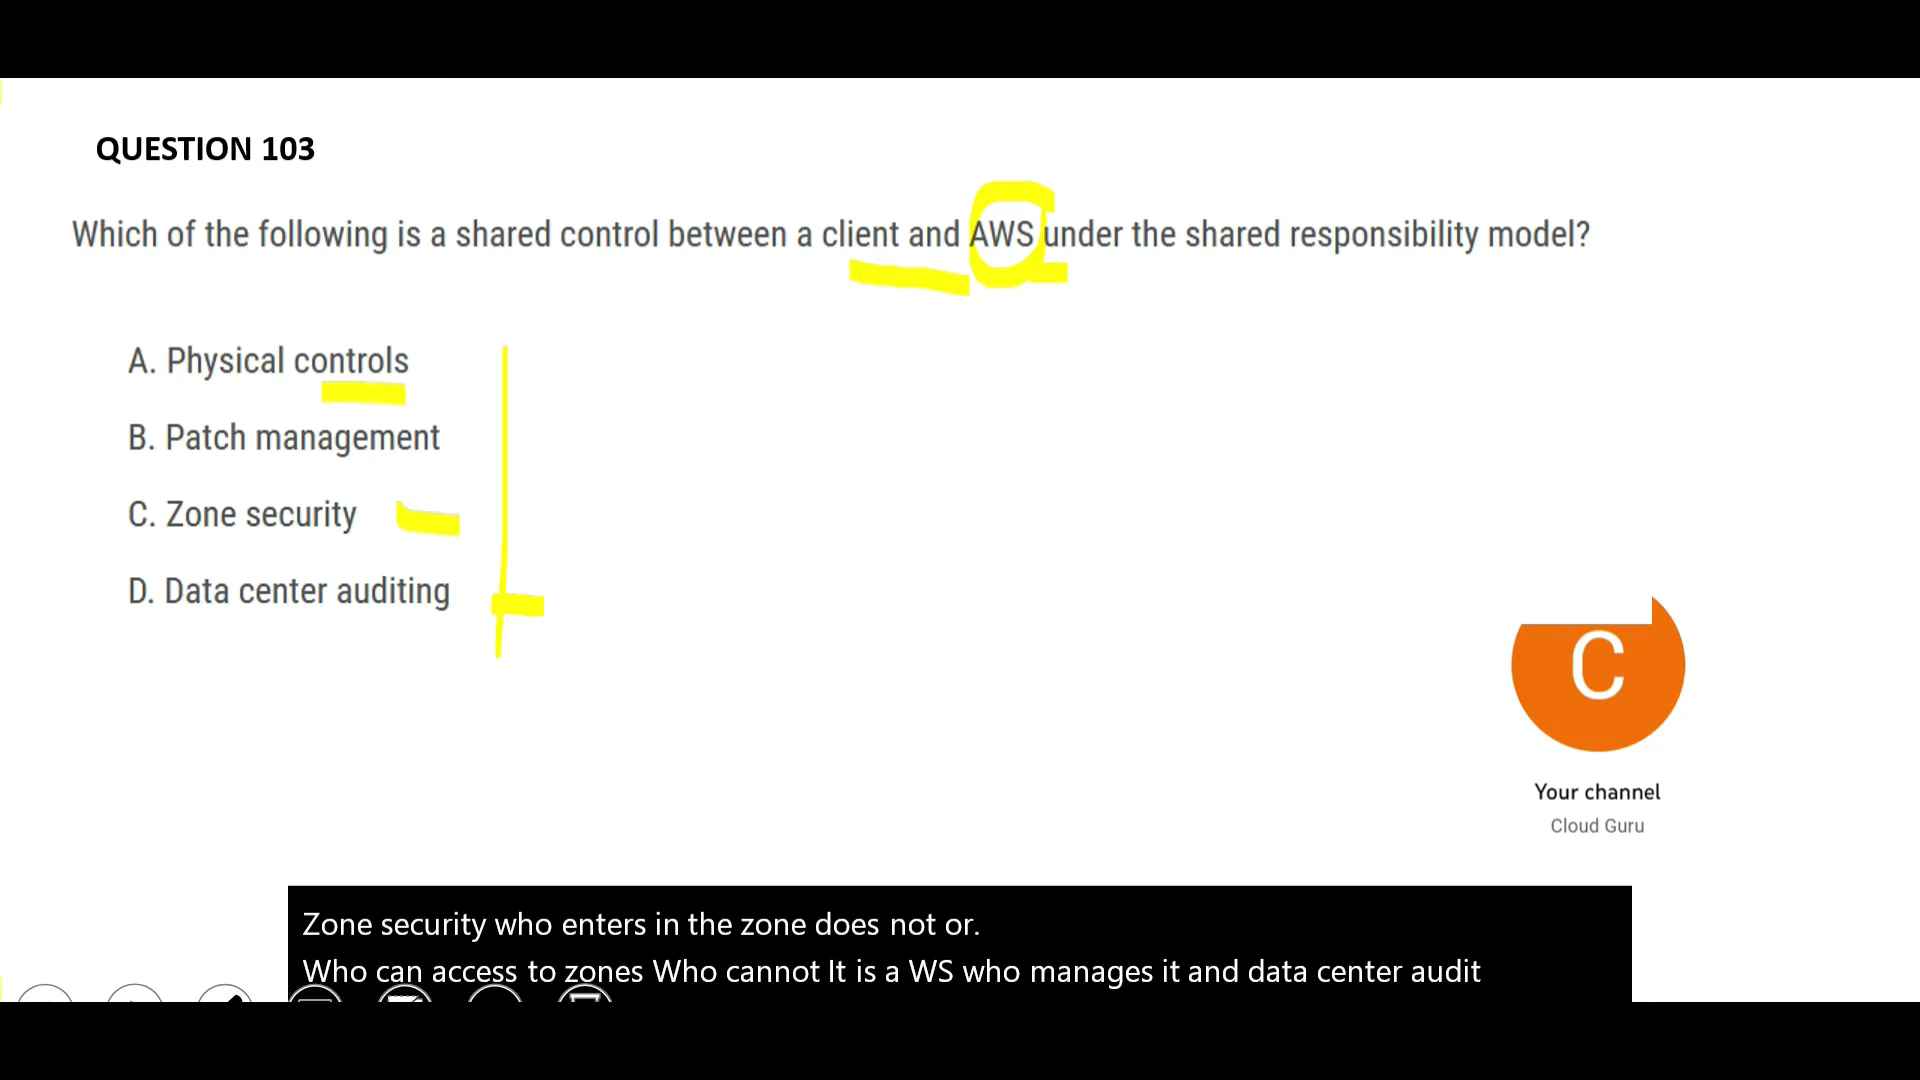 QUESTION 103
Which of the following is a shared control between a client and AWS under the shared responsibility model?
A. Physical controls
B. Patch management
C. Zone security
D. Data center auditing
C
Your channel
Cloud Guru
Zone security who enters in the zone does not or.
Who can access to zones Who cannot It is a WS who manages it and data center audit